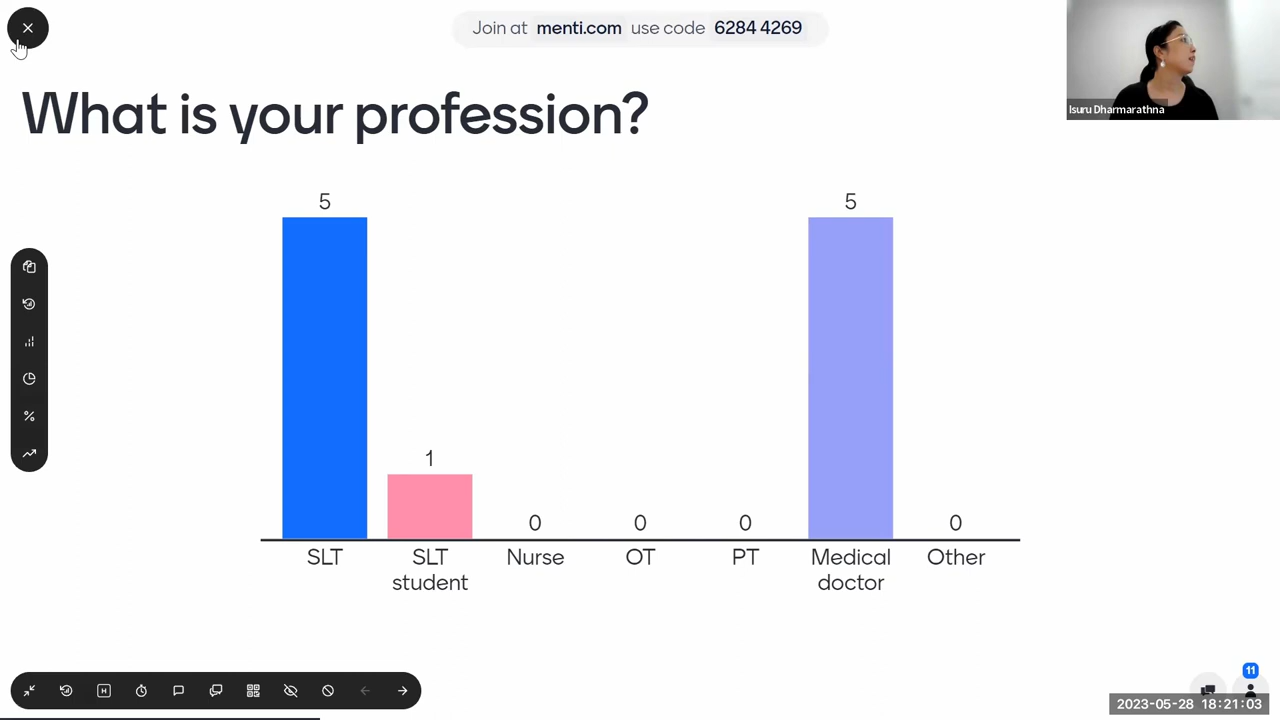 Join at menti.com use code 6284 4269
Isuru Dharmarathna
What is your profession?
5
1
0
0
0
5
0
SLT
SLT student
Nurse
OT
PT
Medical doctor
Other
%
H
11
2023-05-28 18:21:03